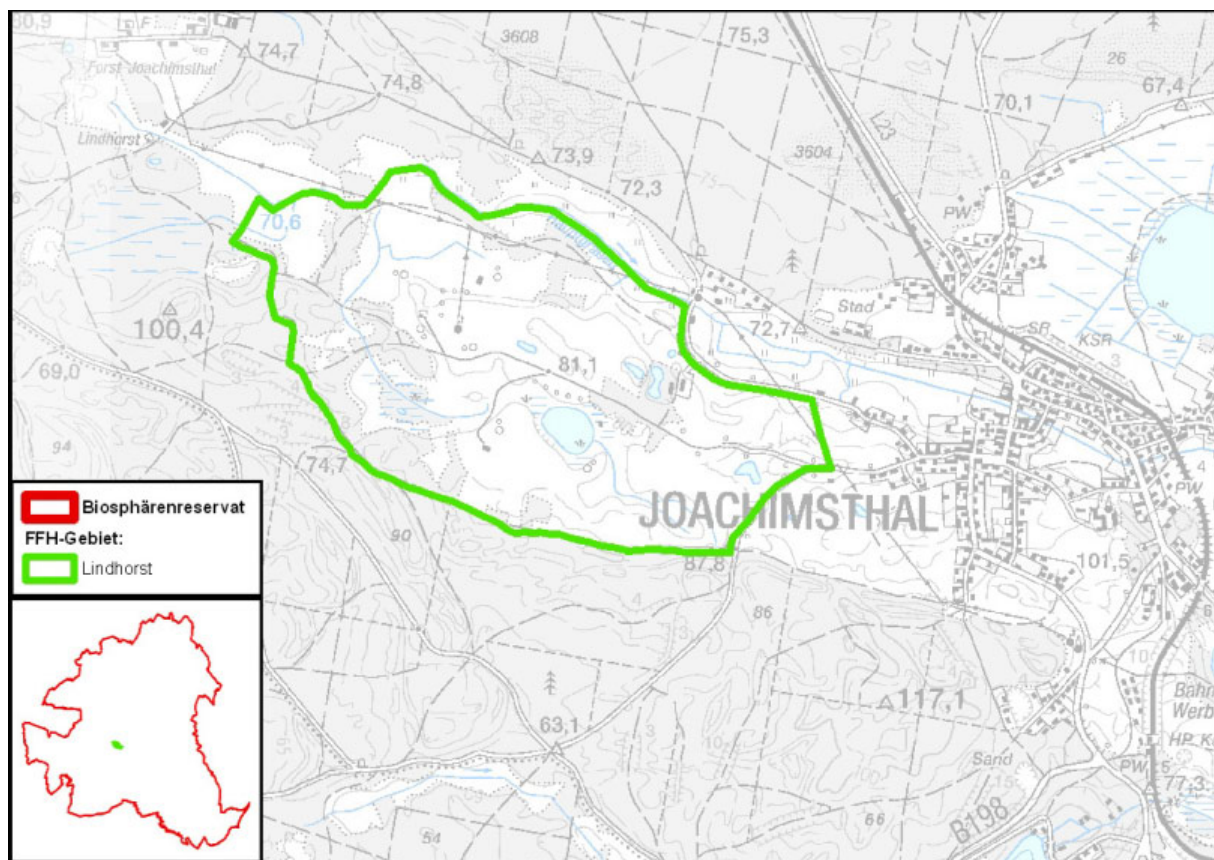 80,9
F
74,7
3608
75,3
26
Forst Joachimsthal
74,8
67,4
70,1
L23
Lindhorst
73,9
3604
75
72,3
70,6
PW
100,4
Stad
72,7
SR
KSR
69,0
81,1
94
74,7
JOACHIMSTHAL
PW
90
87,8
101,5
86
117,1
63,1
Sand
Bahn
Werb
PW
77,3
B198
66
54
Biosphärenreservat
FFH-Gebiet:
Lindhorst